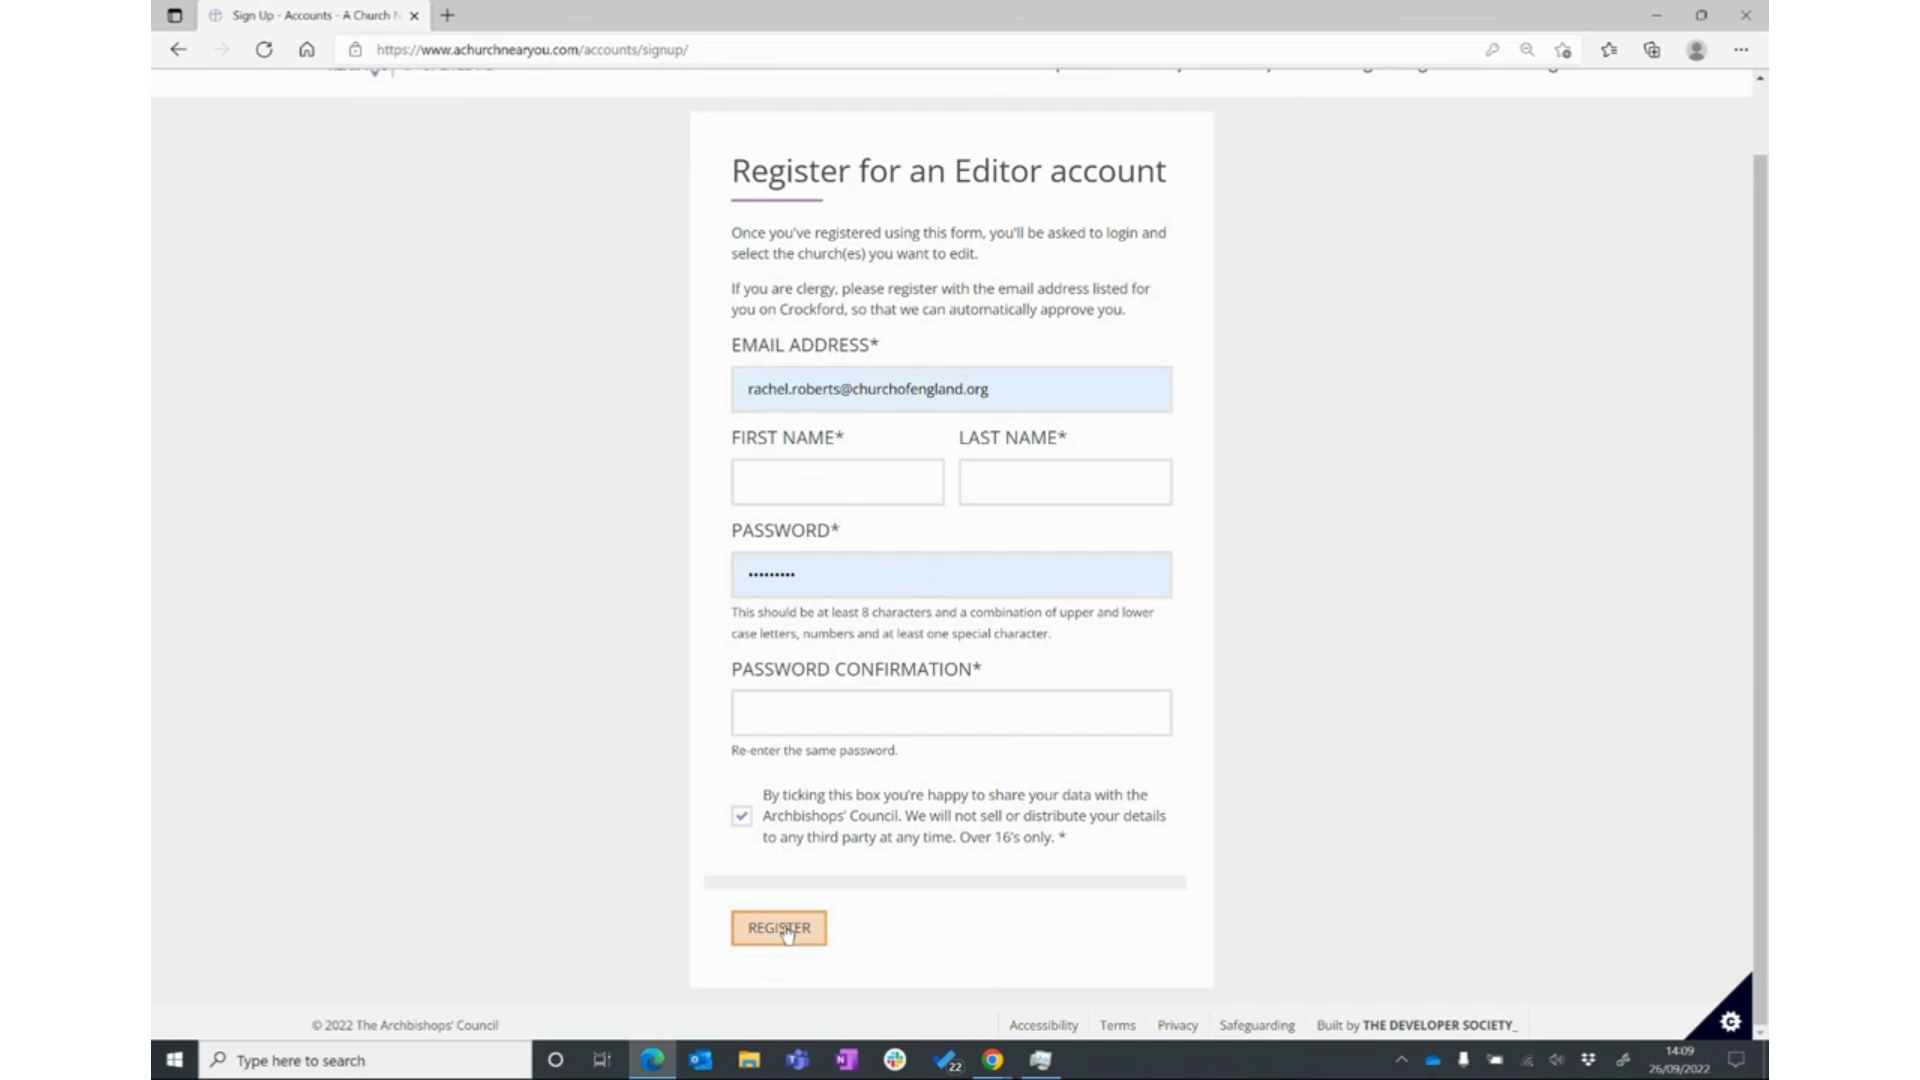 Sign Up - Accounts - A Church N
https://www.achurchnearyou.com/accounts/signup/
Register for an Editor account
Once you've registered using this form, you'll be asked to login and
select the church(es) you want to edit.
If you are clergy, please register with the email address listed for
you on Crockford, so that we can automatically approve you.
EMAIL ADDRESS*
rachel.roberts@churchofengland.org
FIRST NAME* LAST NAME*
PASSWORD*
•••••••••
This should be at least 8 characters and a combination of upper and lower
case letters, numbers and at least one special character.
PASSWORD CONFIRMATION*
Re-enter the same password.
By ticking this box you're happy to share your data with the
Archbishops' Council. We will not sell or distribute your details
to any third party at any time. Over 16's only. *
REGISTER
© 2022 The Archbishops' Council Accessibility Terms Privacy Safeguarding Built by THE DEVELOPER SOCIETY_
Type here to search 22 14:09
26/09/2022